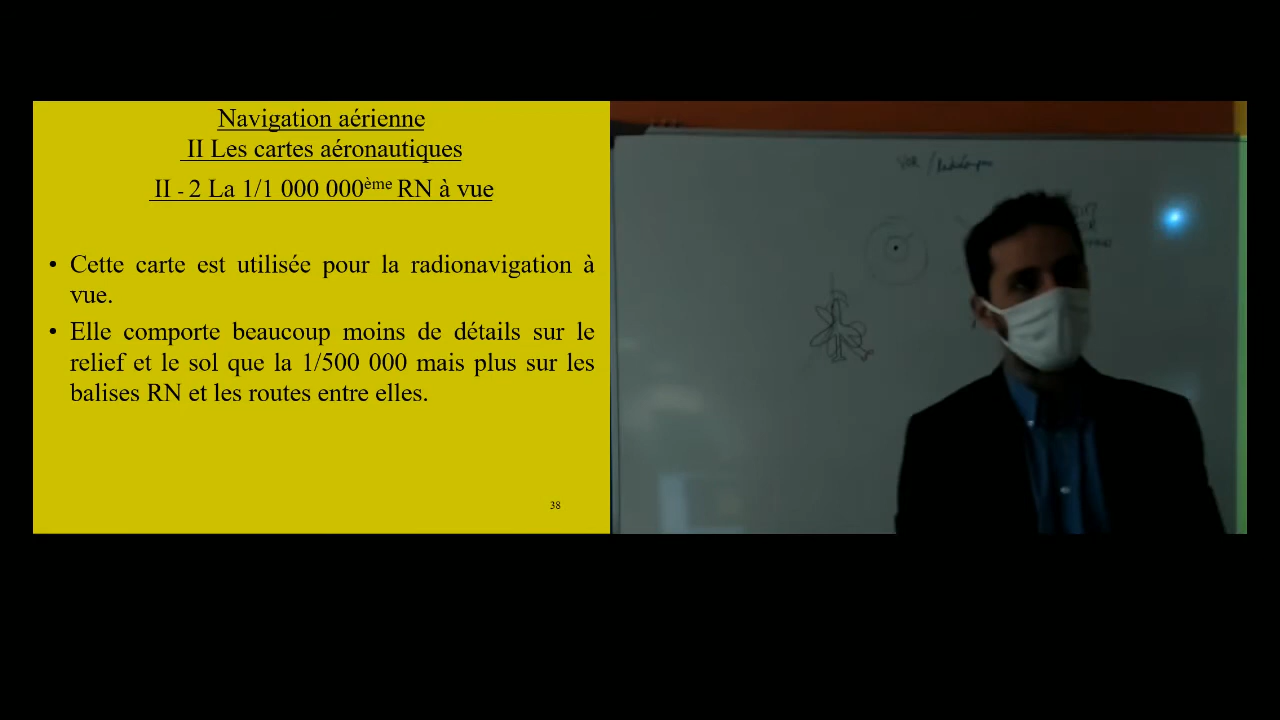 Navigation aérienne
II Les cartes aéronautiques
II - 2 La 1/1 000 000ème RN à vue
• Cette carte est utilisée pour la radionavigation à
vue.
• Elle comporte beaucoup moins de détails sur le
relief et le sol que la 1/500 000 mais plus sur les
balises RN et les routes entre elles.
38
VOR /